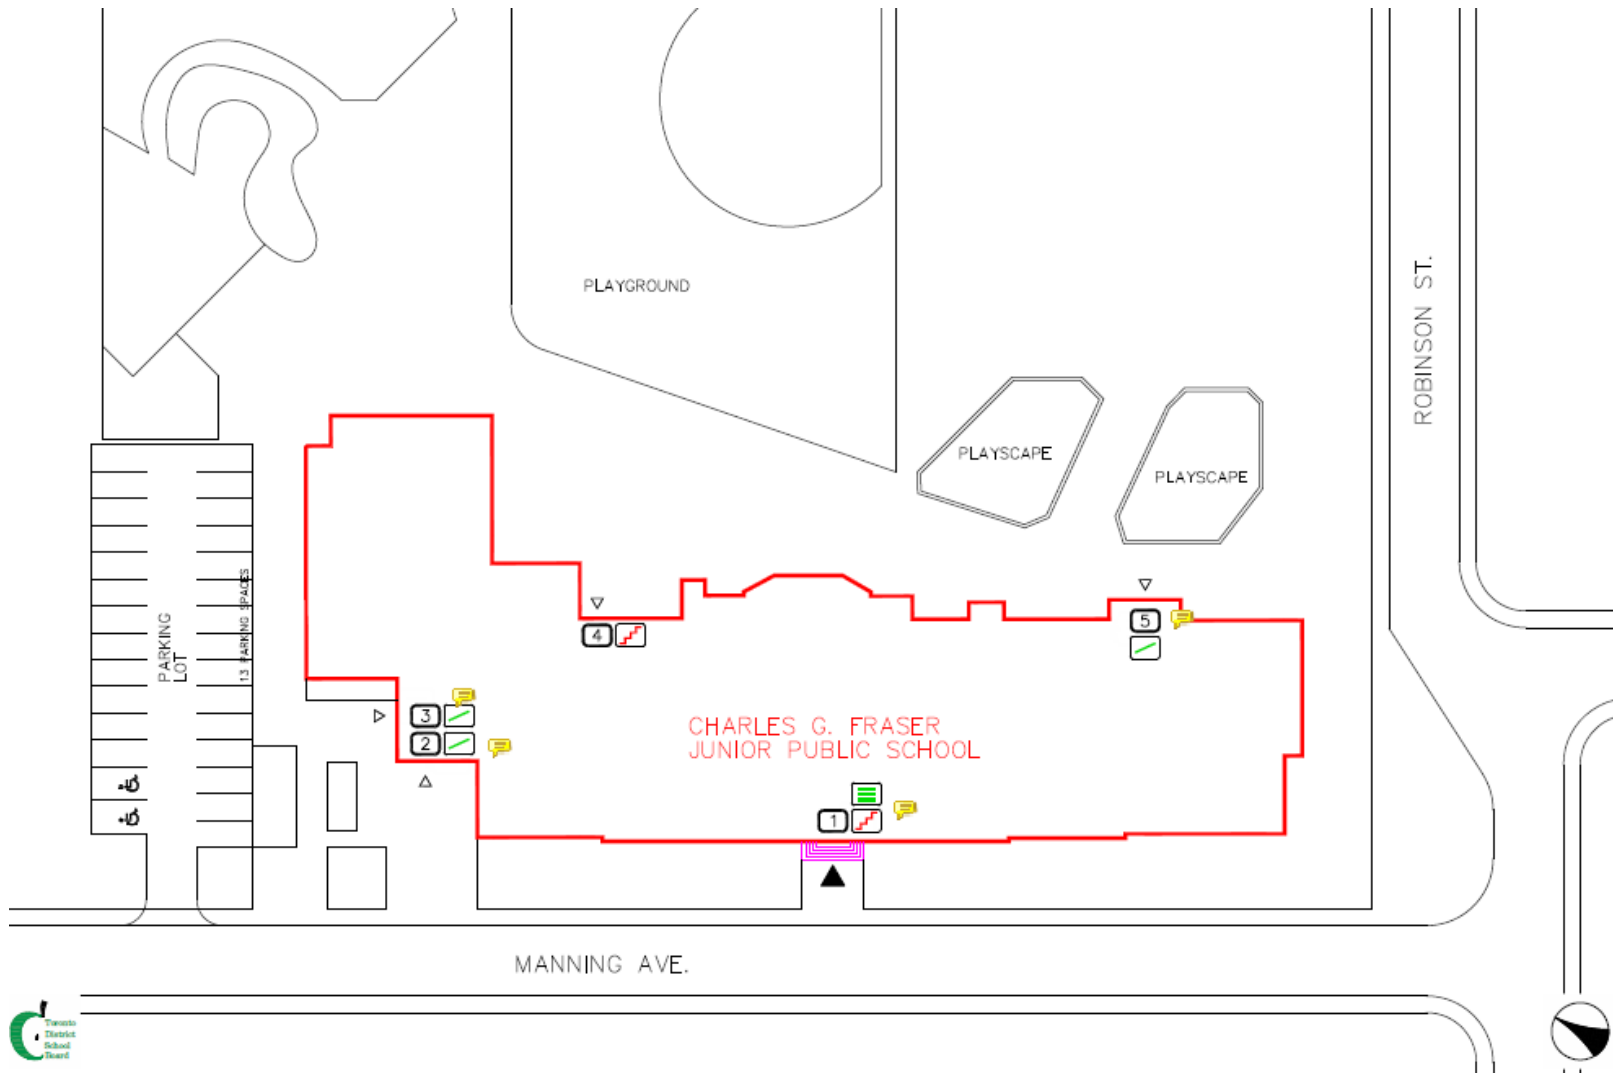 PLAYGROUND
ROBINSON ST.
PLAYSCAPE
PLAYSCAPE
PARKING
LOT
13 PARKING SPACES
4
5
3
2
CHARLES G. FRASER
JUNIOR PUBLIC SCHOOL
1
MANNING AVE.
Toronto
District
School
Board